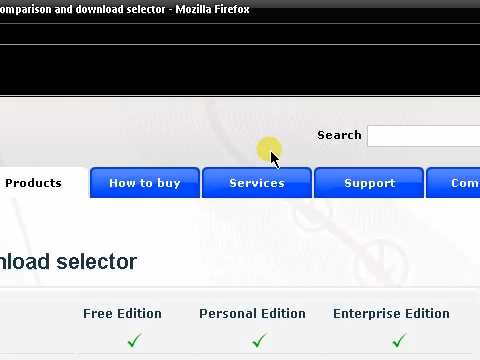 omparison and download selector - Mozilla Firefox
Search
Products How to buy Services Support Com
nload selector
Free Edition Personal Edition Enterprise Edition